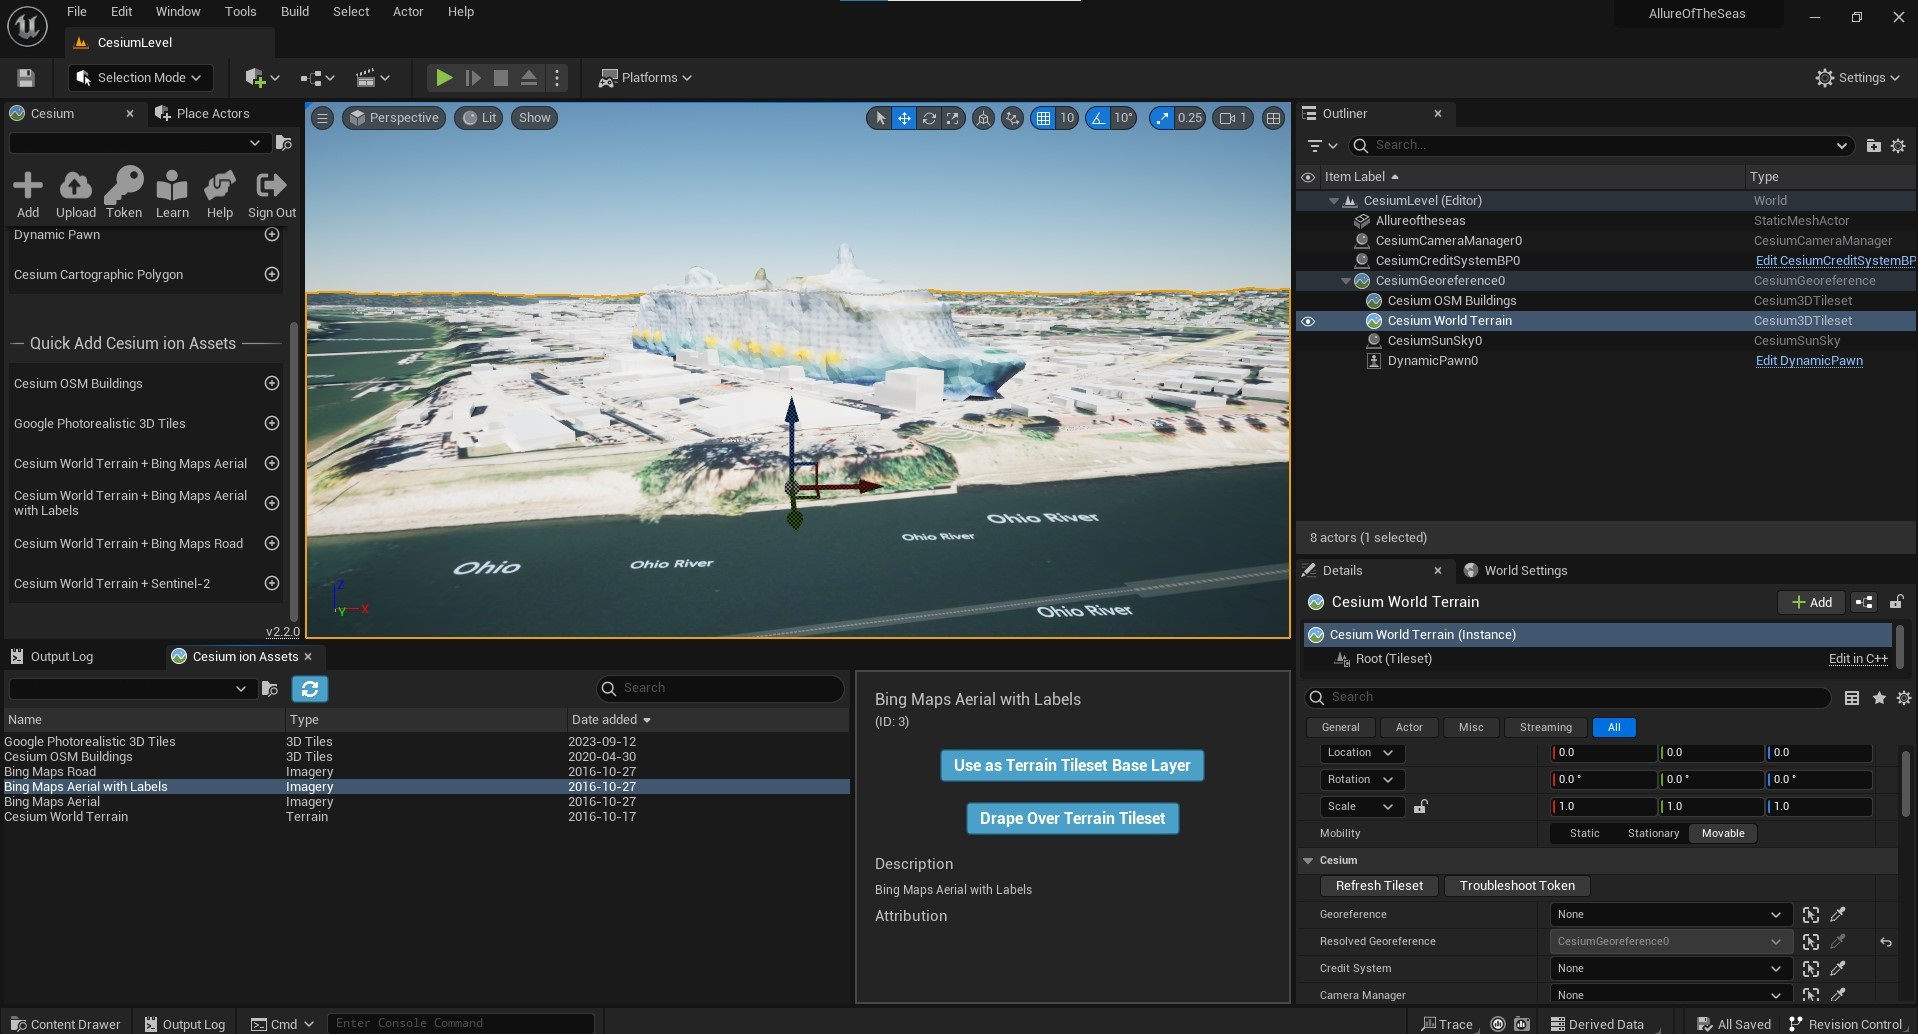 File Edit Window Tools Build Select Actor Help
AllureOfTheSeas
CesiumLevel
Selection Mode
Platforms
Settings
Cesium
Place Actors
Add Upload Token Learn Help Sign Out
Dynamic Pawn
Cesium Cartographic Polygon
Quick Add Cesium ion Assets
Cesium OSM Buildings
Google Photorealistic 3D Tiles
Cesium World Terrain + Bing Maps Aerial
Cesium World Terrain + Bing Maps Aerial
with Labels
Cesium World Terrain + Bing Maps Road
Cesium World Terrain + Sentinel-2
v2.2.0
Perspective Lit Show
10 10° 0.25 1
Ohio River
Ohio River
Ohio River
Ohio
Ohio River
Z
Y X
Outliner
Search...
Item Label Type
CesiumLevel (Editor) World
Allureoftheseas StaticMeshActor
CesiumCameraManager0 CesiumCameraManager
CesiumCreditSystemBP0 Edit CesiumCreditSystemBP
CesiumGeoreference0 CesiumGeoreference
Cesium OSM Buildings Cesium3DTileset
Cesium World Terrain Cesium3DTileset
CesiumSunSky0 CesiumSunSky
DynamicPawn0 Edit DynamicPawn
8 actors (1 selected)
Details
World Settings
Cesium World Terrain
Add
Cesium World Terrain (Instance)
Root (Tileset) Edit in C++
Search
General Actor Misc Streaming All
Location 0.0 0.0 0.0
Rotation 0.0 ° 0.0 ° 0.0 °
Scale 1.0 1.0 1.0
Mobility Static Stationary Movable
Cesium
Refresh Tileset Troubleshoot Token
Georeference None
Resolved Georeference CesiumGeoreference0
Credit System None
Camera Manager None
Output Log
Cesium ion Assets
Search
Name Type Date added
Google Photorealistic 3D Tiles 3D Tiles 2023-09-12
Cesium OSM Buildings 3D Tiles 2020-04-30
Bing Maps Road Imagery 2016-10-27
Bing Maps Aerial with Labels Imagery 2016-10-27
Bing Maps Aerial Imagery 2016-10-27
Cesium World Terrain Terrain 2016-10-17
Bing Maps Aerial with Labels
(ID: 3)
Use as Terrain Tileset Base Layer
Drape Over Terrain Tileset
Description
Bing Maps Aerial with Labels
Attribution
Content Drawer Output Log Cmd Enter Console Command
Trace Derived Data All Saved Revision Control